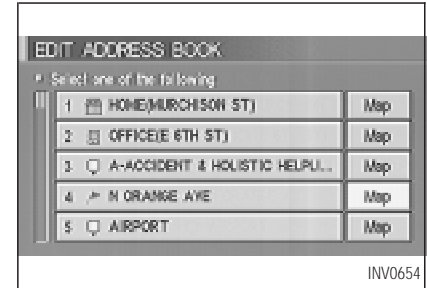 EDIT ADDRESS BOOK
Select one of the following
1 HOME(MURCHISON ST) Map
2 OFFICE(E 6TH ST) Map
3 A-ACCIDENT & HOLISTIC HELPLI... Map
4 N ORANGE AVE Map
5 AIRPORT Map
INV0654